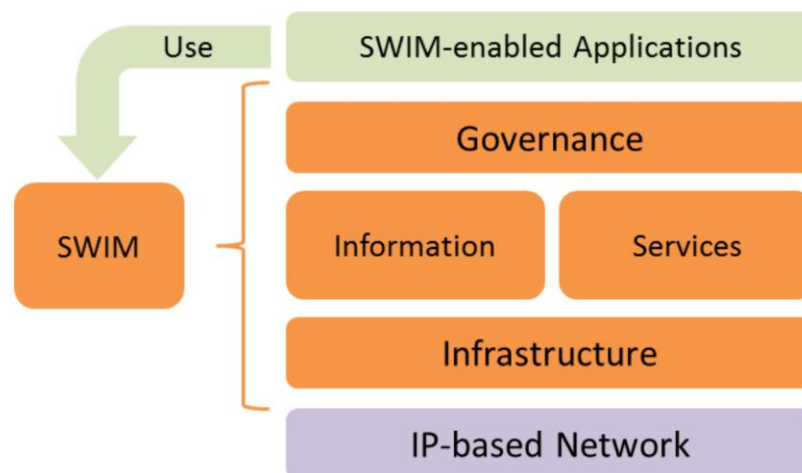 Use
SWIM-enabled Applications
Governance
SWIM
Information
Services
Infrastructure
IP-based Network